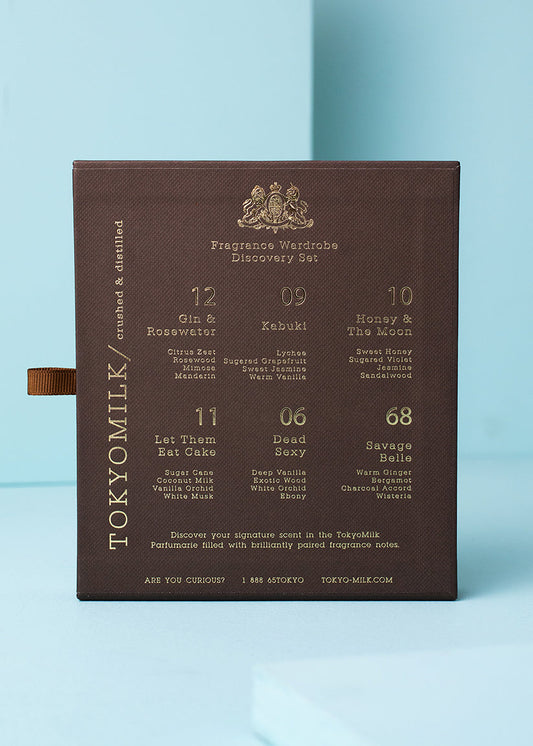 TOKYOMILK/ crushed & distilled
Fragrance Wardrobe
Discovery Set
12
Gin &
Rosewater
Citrus Zest
Rosewood
Mimosa
Mandarin
09
Kabuki
Lychee
Sugared Grapefruit
Sweet Jasmine
Warm Vanilla
10
Honey &
The Moon
Sweet Honey
Sugared Violet
Jasmine
Sandalwood
11
Let Them
Eat Cake
Sugar Cane
Coconut Milk
Vanilla Orchid
White Musk
06
Dead
Sexy
Deep Vanilla
Exotic Wood
White Orchid
Ebony
68
Savage
Belle
Warm Ginger
Bergamot
Charcoal Accord
Wisteria
Discover your signature scent in the TokyoMilk
Parfumarie filled with brilliantly paired fragrance notes.
ARE YOU CURIOUS? 1 888 65TOKYO TOKYO-MILK.COM